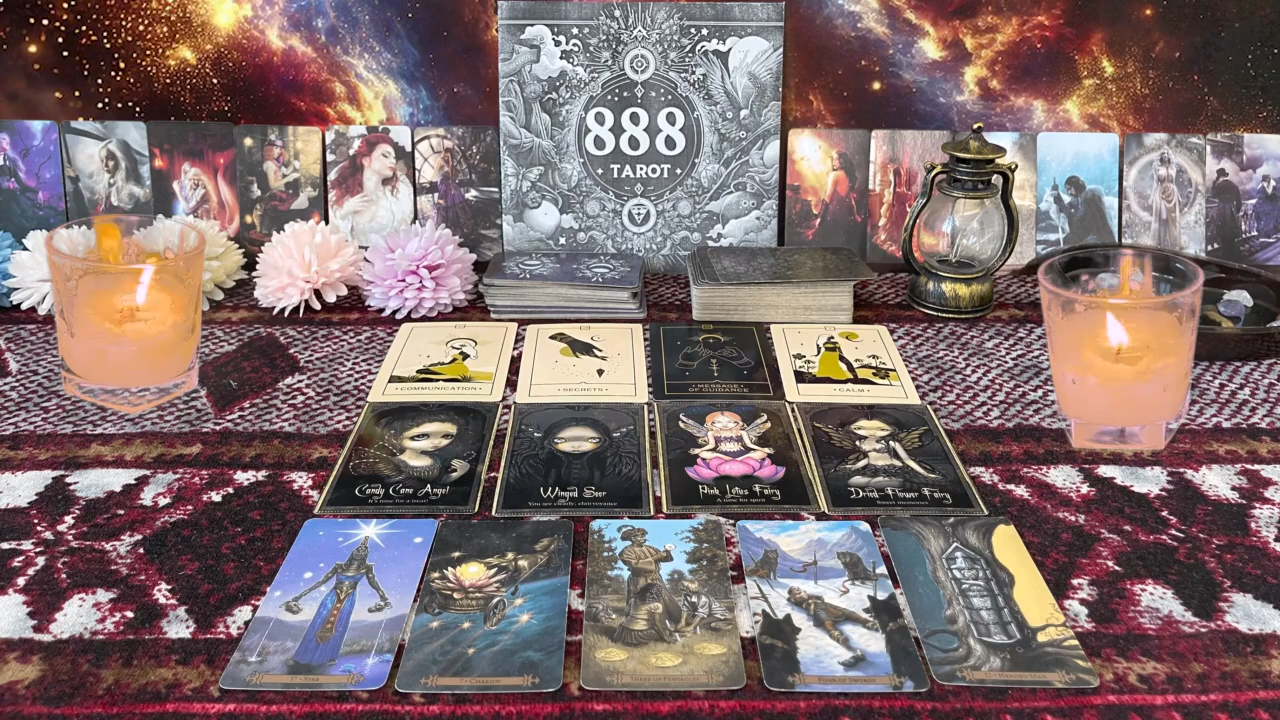 888
TAROT
COMMUNICATION
SECRETS
MESSAGE
OF GUIDANCE
CALM
Candy Cane Angel
It's time for a treat!
Winged Seer
You see clearly; clairvoyance
Pink Lotus Fairy
A time for spirit
Dried-Flower Fairy
Sweet memories
17 • STAR
7 • CHARIOT
THREE OF PENTACLES
FOUR OF SWORDS
12 • HANGED MAN